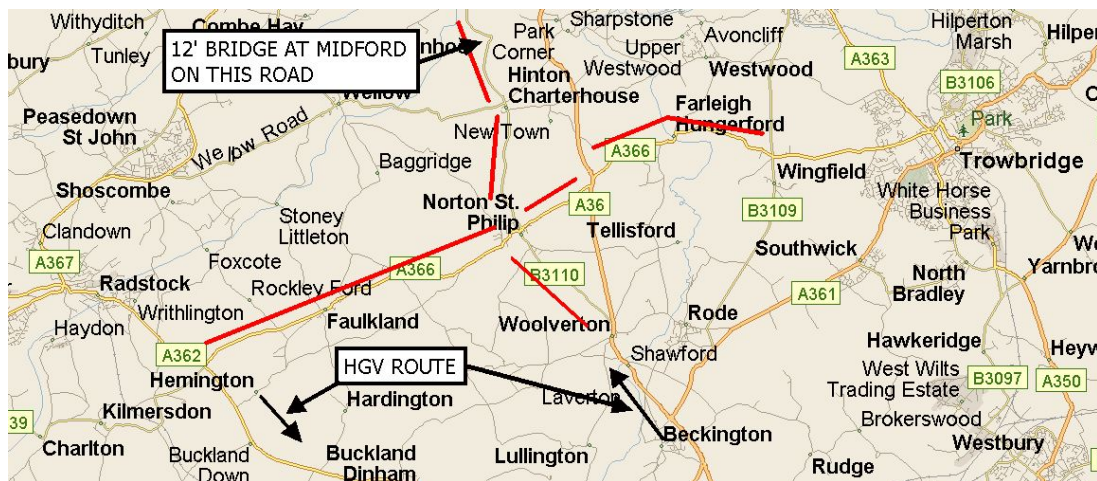 Withyditch
Combe Hay
Sharpstone
Avoncliff
Hilperton
Marsh
Tunley
12' BRIDGE AT MIDFORD
ON THIS ROAD
Park
Corner
Upper
Westwood
Westwood
A363
B3106
Hinton
Charterhouse
Wellow
Farleigh
Hungerford
Park
Peasedown
St John
New Town
Wellow Road
Baggridge
A366
Wingfield
Trowbridge
Shoscombe
Norton St.
Philip
A36
B3109
White Horse
Business
Park
Stoney
Littleton
Tellisford
Clandown
A367
Foxcote
A366
B3110
Southwick
North
Bradley
Yarnbro
Radstock
Rockley Ford
A361
Writhlington
Faulkland
Woolverton
Rode
Haydon
Hawkeridge
A362
HGV ROUTE
Shawford
West Wilts
Trading Estate
B3097
A350
Heyw
Hemington
Hardington
Laverton
Kilmersdon
Brokerswood
39
Beckington
Westbury
Charlton
Buckland
Down
Buckland
Dinham
Lullington
Rudge